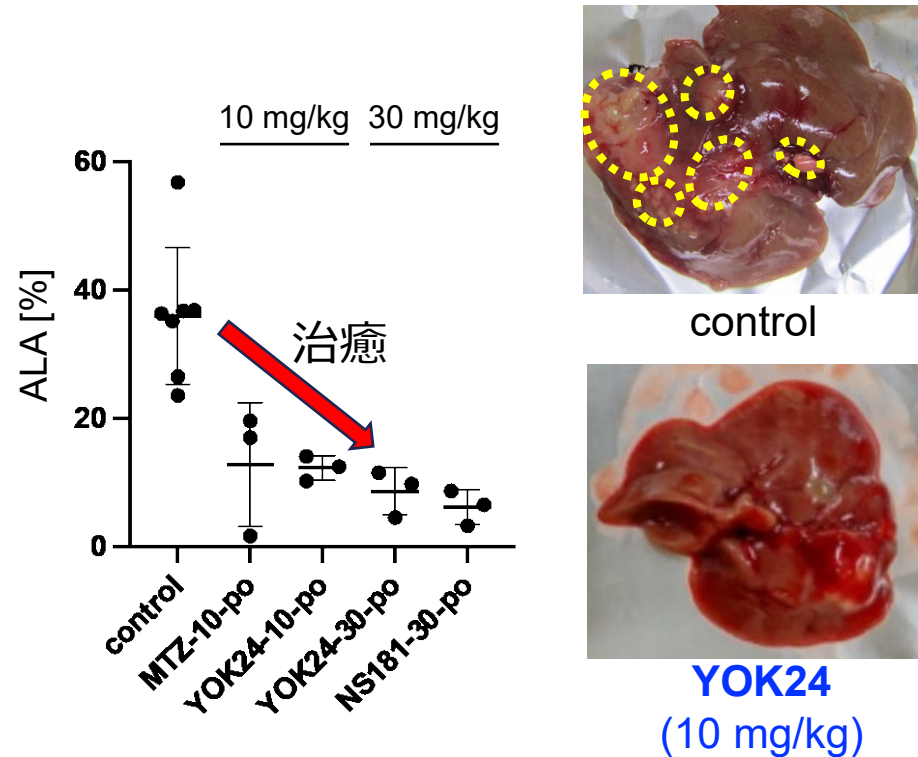 10 mg/kg 30 mg/kg
60
40
20
0
ALA [%]
治癒
control
MTZ-10-po
YOK24-10-po
YOK24-30-po
NS181-30-po
control
YOK24
(10 mg/kg)